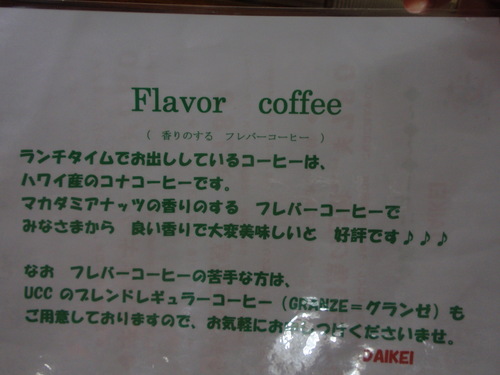 Flavor coffee
( 香りのする フレバーコーヒー )
ランチタイムでお出ししているコーヒーは、
ハワイ産のコナコーヒーです。
マカダミアナッツの香りのする フレバーコーヒーで
みなさまから 良い香りで大変美味しいと 好評です♪♪♪
なお フレバーコーヒーの苦手な方は、
UCC のブレンドレギュラーコーヒー（GRANZE＝グランゼ）も
ご用意しておりますので、お気軽にお申しつけくださいませ。
DAIKEI